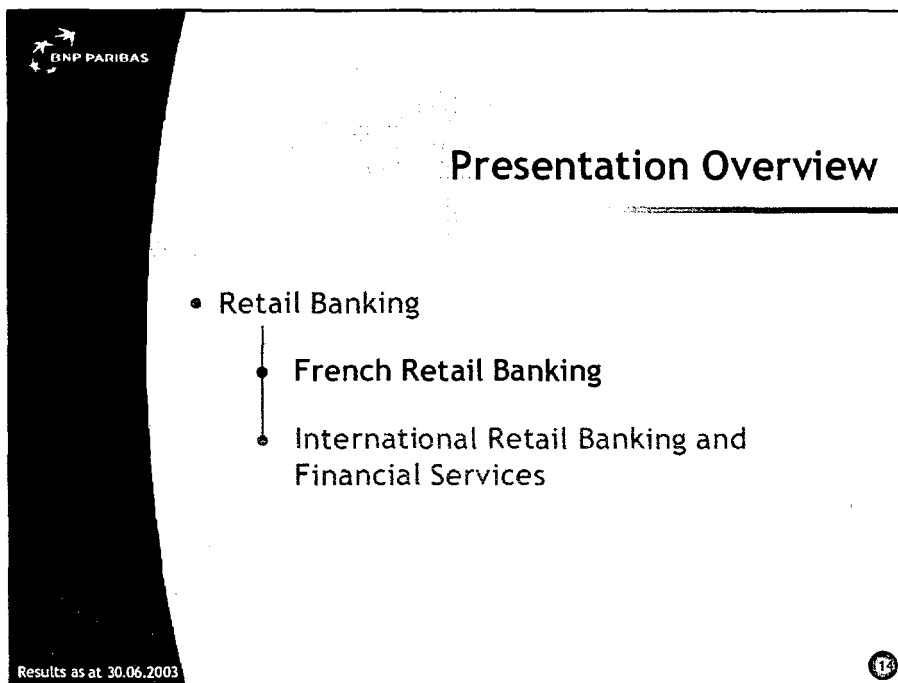 BNP PARIBAS
Presentation Overview
• Retail Banking
• French Retail Banking
• International Retail Banking and
Financial Services
Results as at 30.06.2003
14